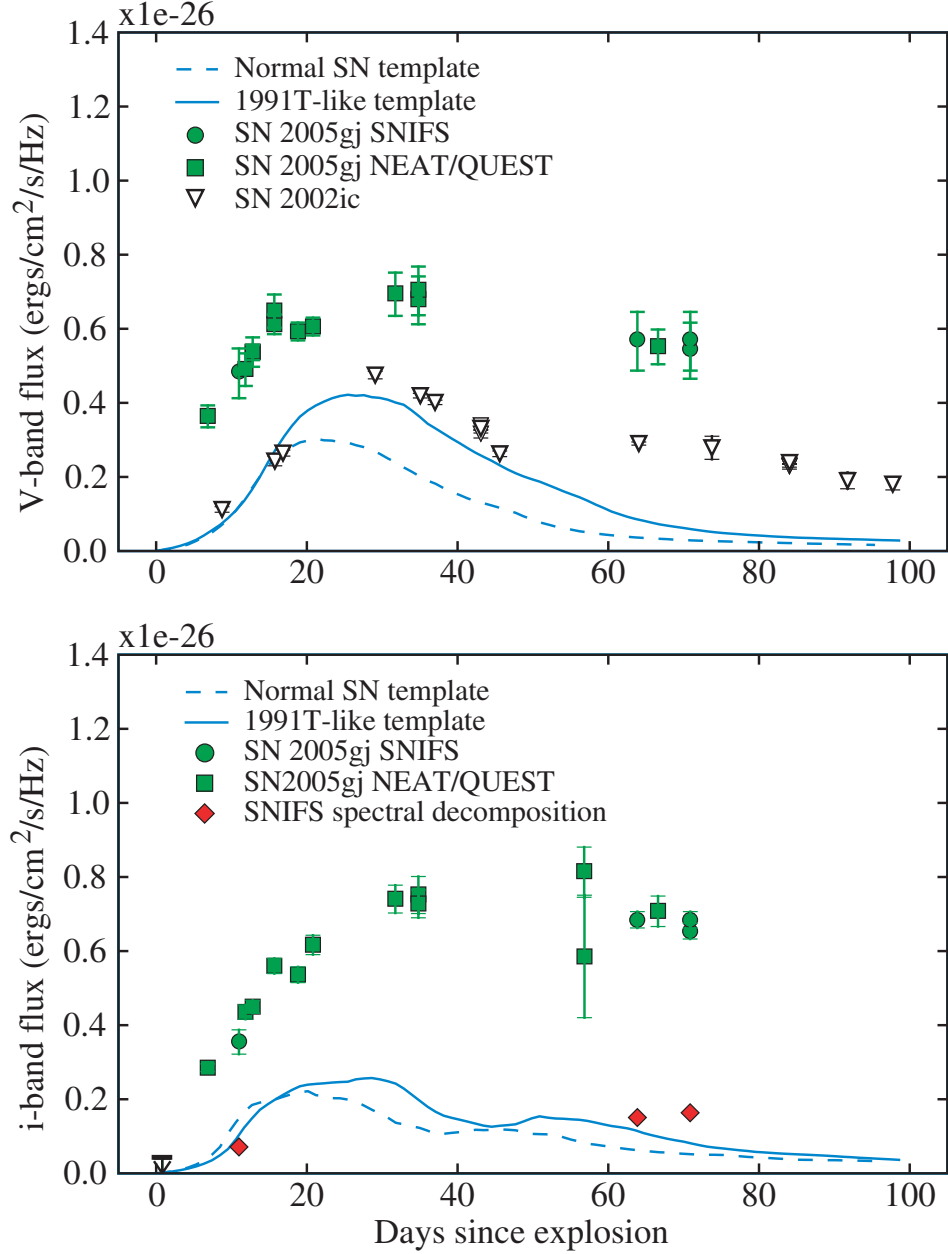 x1e-26
1.4
1.2
1.0
0.8
0.6
0.4
0.2
0.0
V-band flux (ergs/cm²/s/Hz)
Normal SN template
1991T-like template
SN 2005gj SNIFS
SN 2005gj NEAT/QUEST
SN 2002ic
0 20 40 60 80 100
x1e-26
1.4
1.2
1.0
0.8
0.6
0.4
0.2
0.0
i-band flux (ergs/cm²/s/Hz)
Normal SN template
1991T-like template
SN 2005gj SNIFS
SN2005gj NEAT/QUEST
SNIFS spectral decomposition
0 20 40 60 80 100
Days since explosion